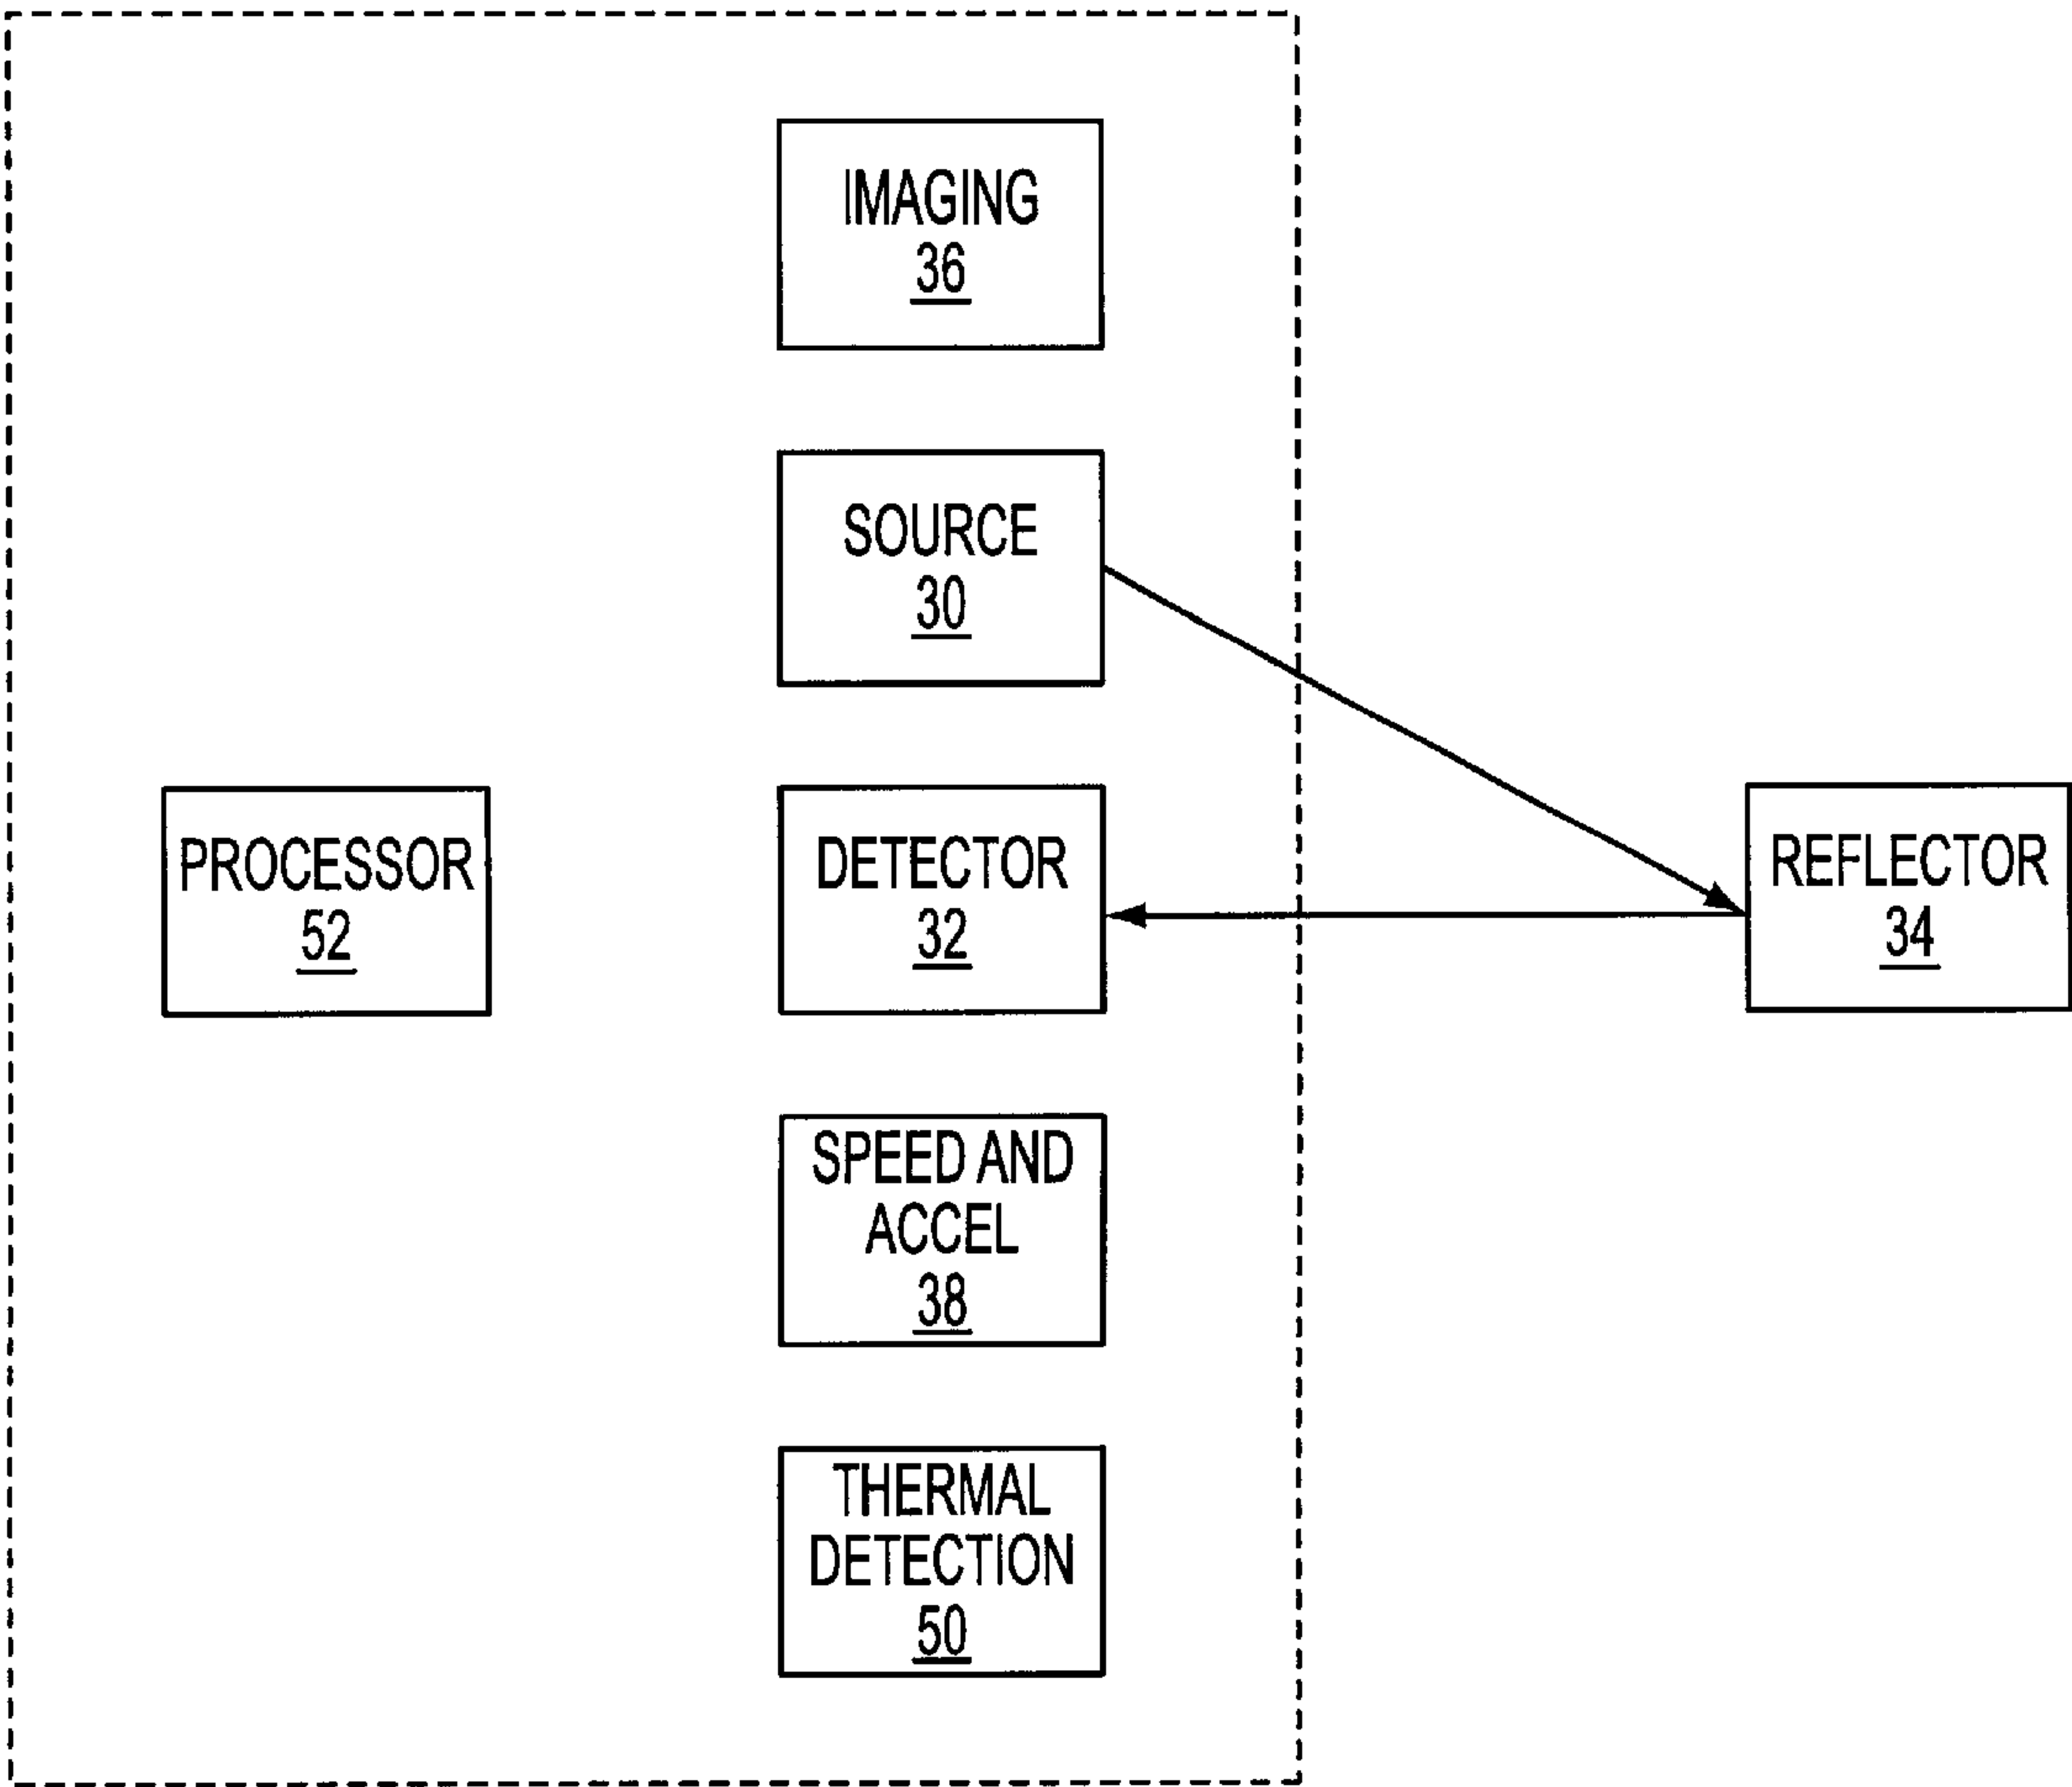 IMAGING
36
SOURCE
30
PROCESSOR
52
DETECTOR
32
REFLECTOR
34
SPEED AND
ACCEL
38
THERMAL
DETECTION
50